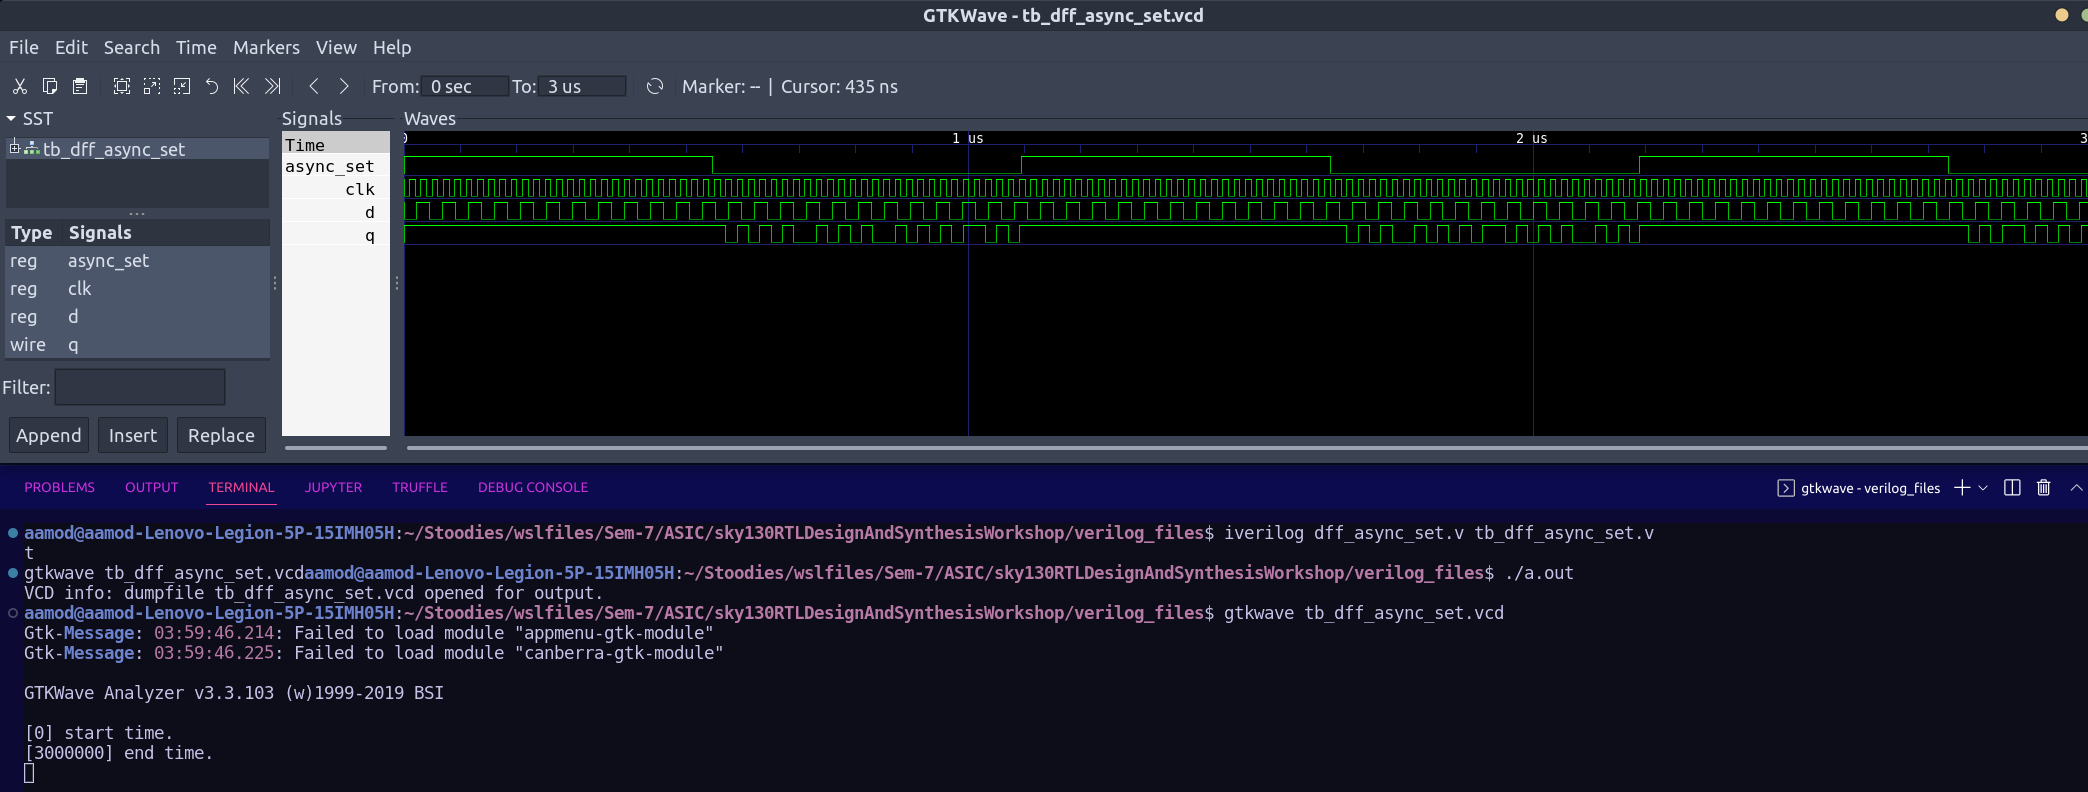 GTKWave - tb_dff_async_set.vcd
File Edit Search Time Markers View Help
From: 0 sec To: 3 us Marker: -- | Cursor: 435 ns
SST
tb_dff_async_set
Type Signals
reg async_set
reg clk
reg d
wire q
Filter:
Append Insert Replace
Signals
Time
async_set
clk
d
q
Waves
0 1 us 2 us 3
PROBLEMS OUTPUT TERMINAL JUPYTER TRUFFLE DEBUG CONSOLE
gtkwave - verilog_files
aamod@aamod-Lenovo-Legion-5P-15IMH05H:~/Stoodies/wslfiles/Sem-7/ASIC/sky130RTLDesignAndSynthesisWorkshop/verilog_files$ iverilog dff_async_set.v tb_dff_async_set.v
t
gtkwave tb_dff_async_set.vcdaamod@aamod-Lenovo-Legion-5P-15IMH05H:~/Stoodies/wslfiles/Sem-7/ASIC/sky130RTLDesignAndSynthesisWorkshop/verilog_files$ ./a.out
VCD info: dumpfile tb_dff_async_set.vcd opened for output.
aamod@aamod-Lenovo-Legion-5P-15IMH05H:~/Stoodies/wslfiles/Sem-7/ASIC/sky130RTLDesignAndSynthesisWorkshop/verilog_files$ gtkwave tb_dff_async_set.vcd
Gtk-Message: 03:59:46.214: Failed to load module "appmenu-gtk-module"
Gtk-Message: 03:59:46.225: Failed to load module "canberra-gtk-module"
GTKWave Analyzer v3.3.103 (w)1999-2019 BSI
[0] start time.
[3000000] end time.